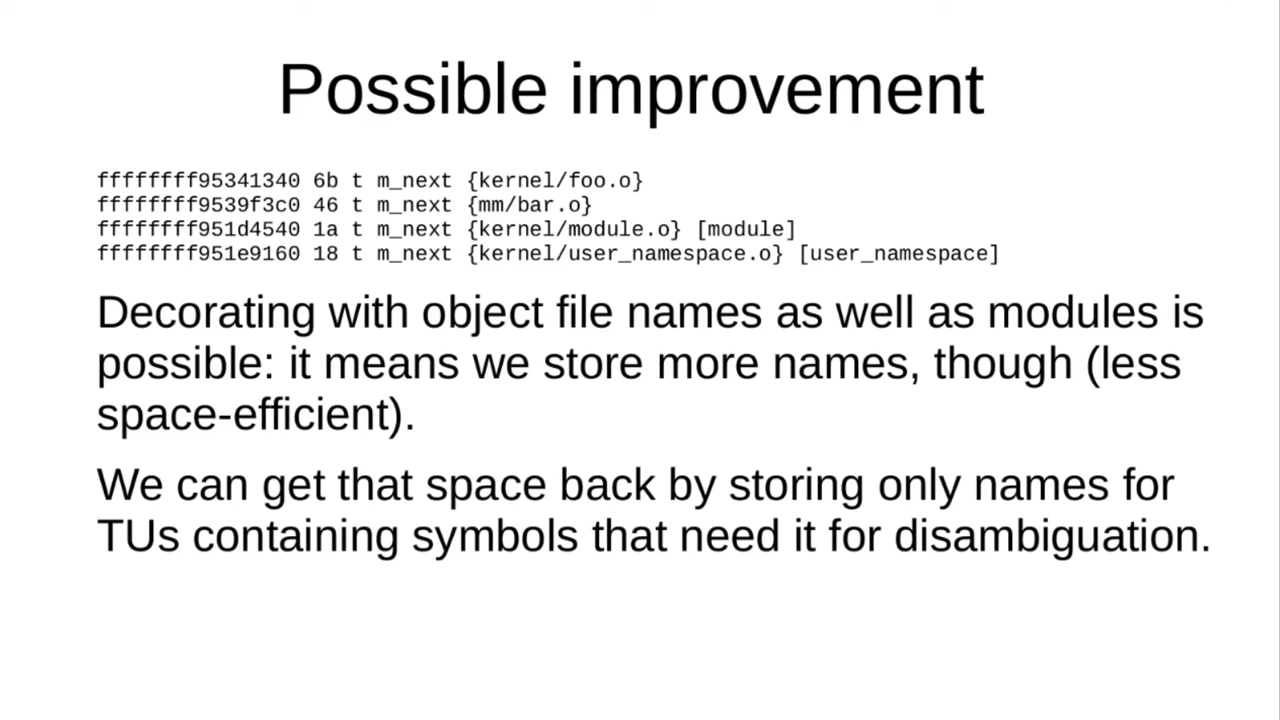 Possible improvement
ffffffff95341340 6b t m_next {kernel/foo.o}
ffffffff9539f3c0 46 t m_next {mm/bar.o}
ffffffff951d4540 1a t m_next {kernel/module.o} [module]
ffffffff951e9160 18 t m_next {kernel/user_namespace.o} [user_namespace]
Decorating with object file names as well as modules is
possible: it means we store more names, though (less
space-efficient).
We can get that space back by storing only names for
TUs containing symbols that need it for disambiguation.